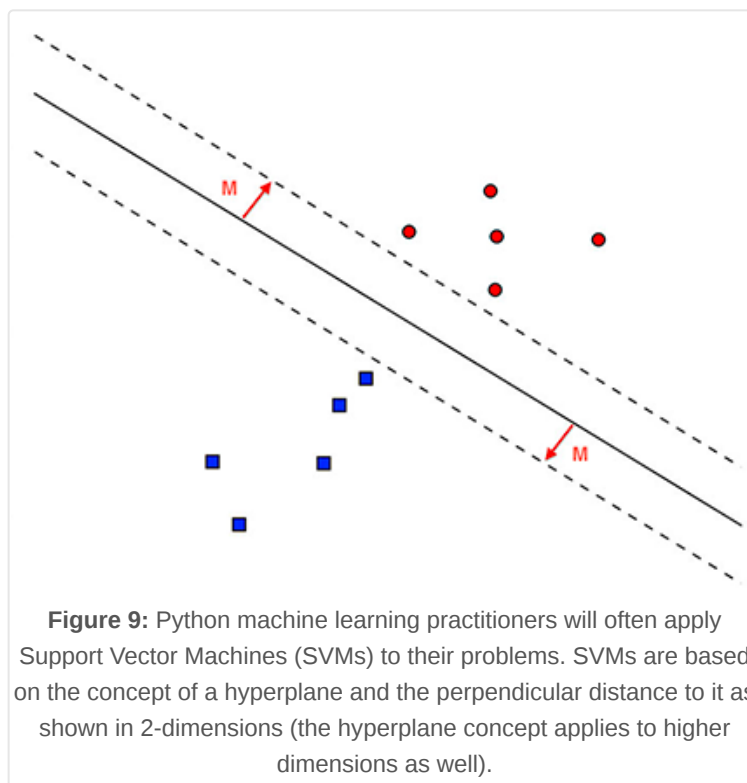 M
M
Figure 9: Python machine learning practitioners will often apply
Support Vector Machines (SVMs) to their problems. SVMs are based
on the concept of a hyperplane and the perpendicular distance to it as
shown in 2-dimensions (the hyperplane concept applies to higher
dimensions as well).